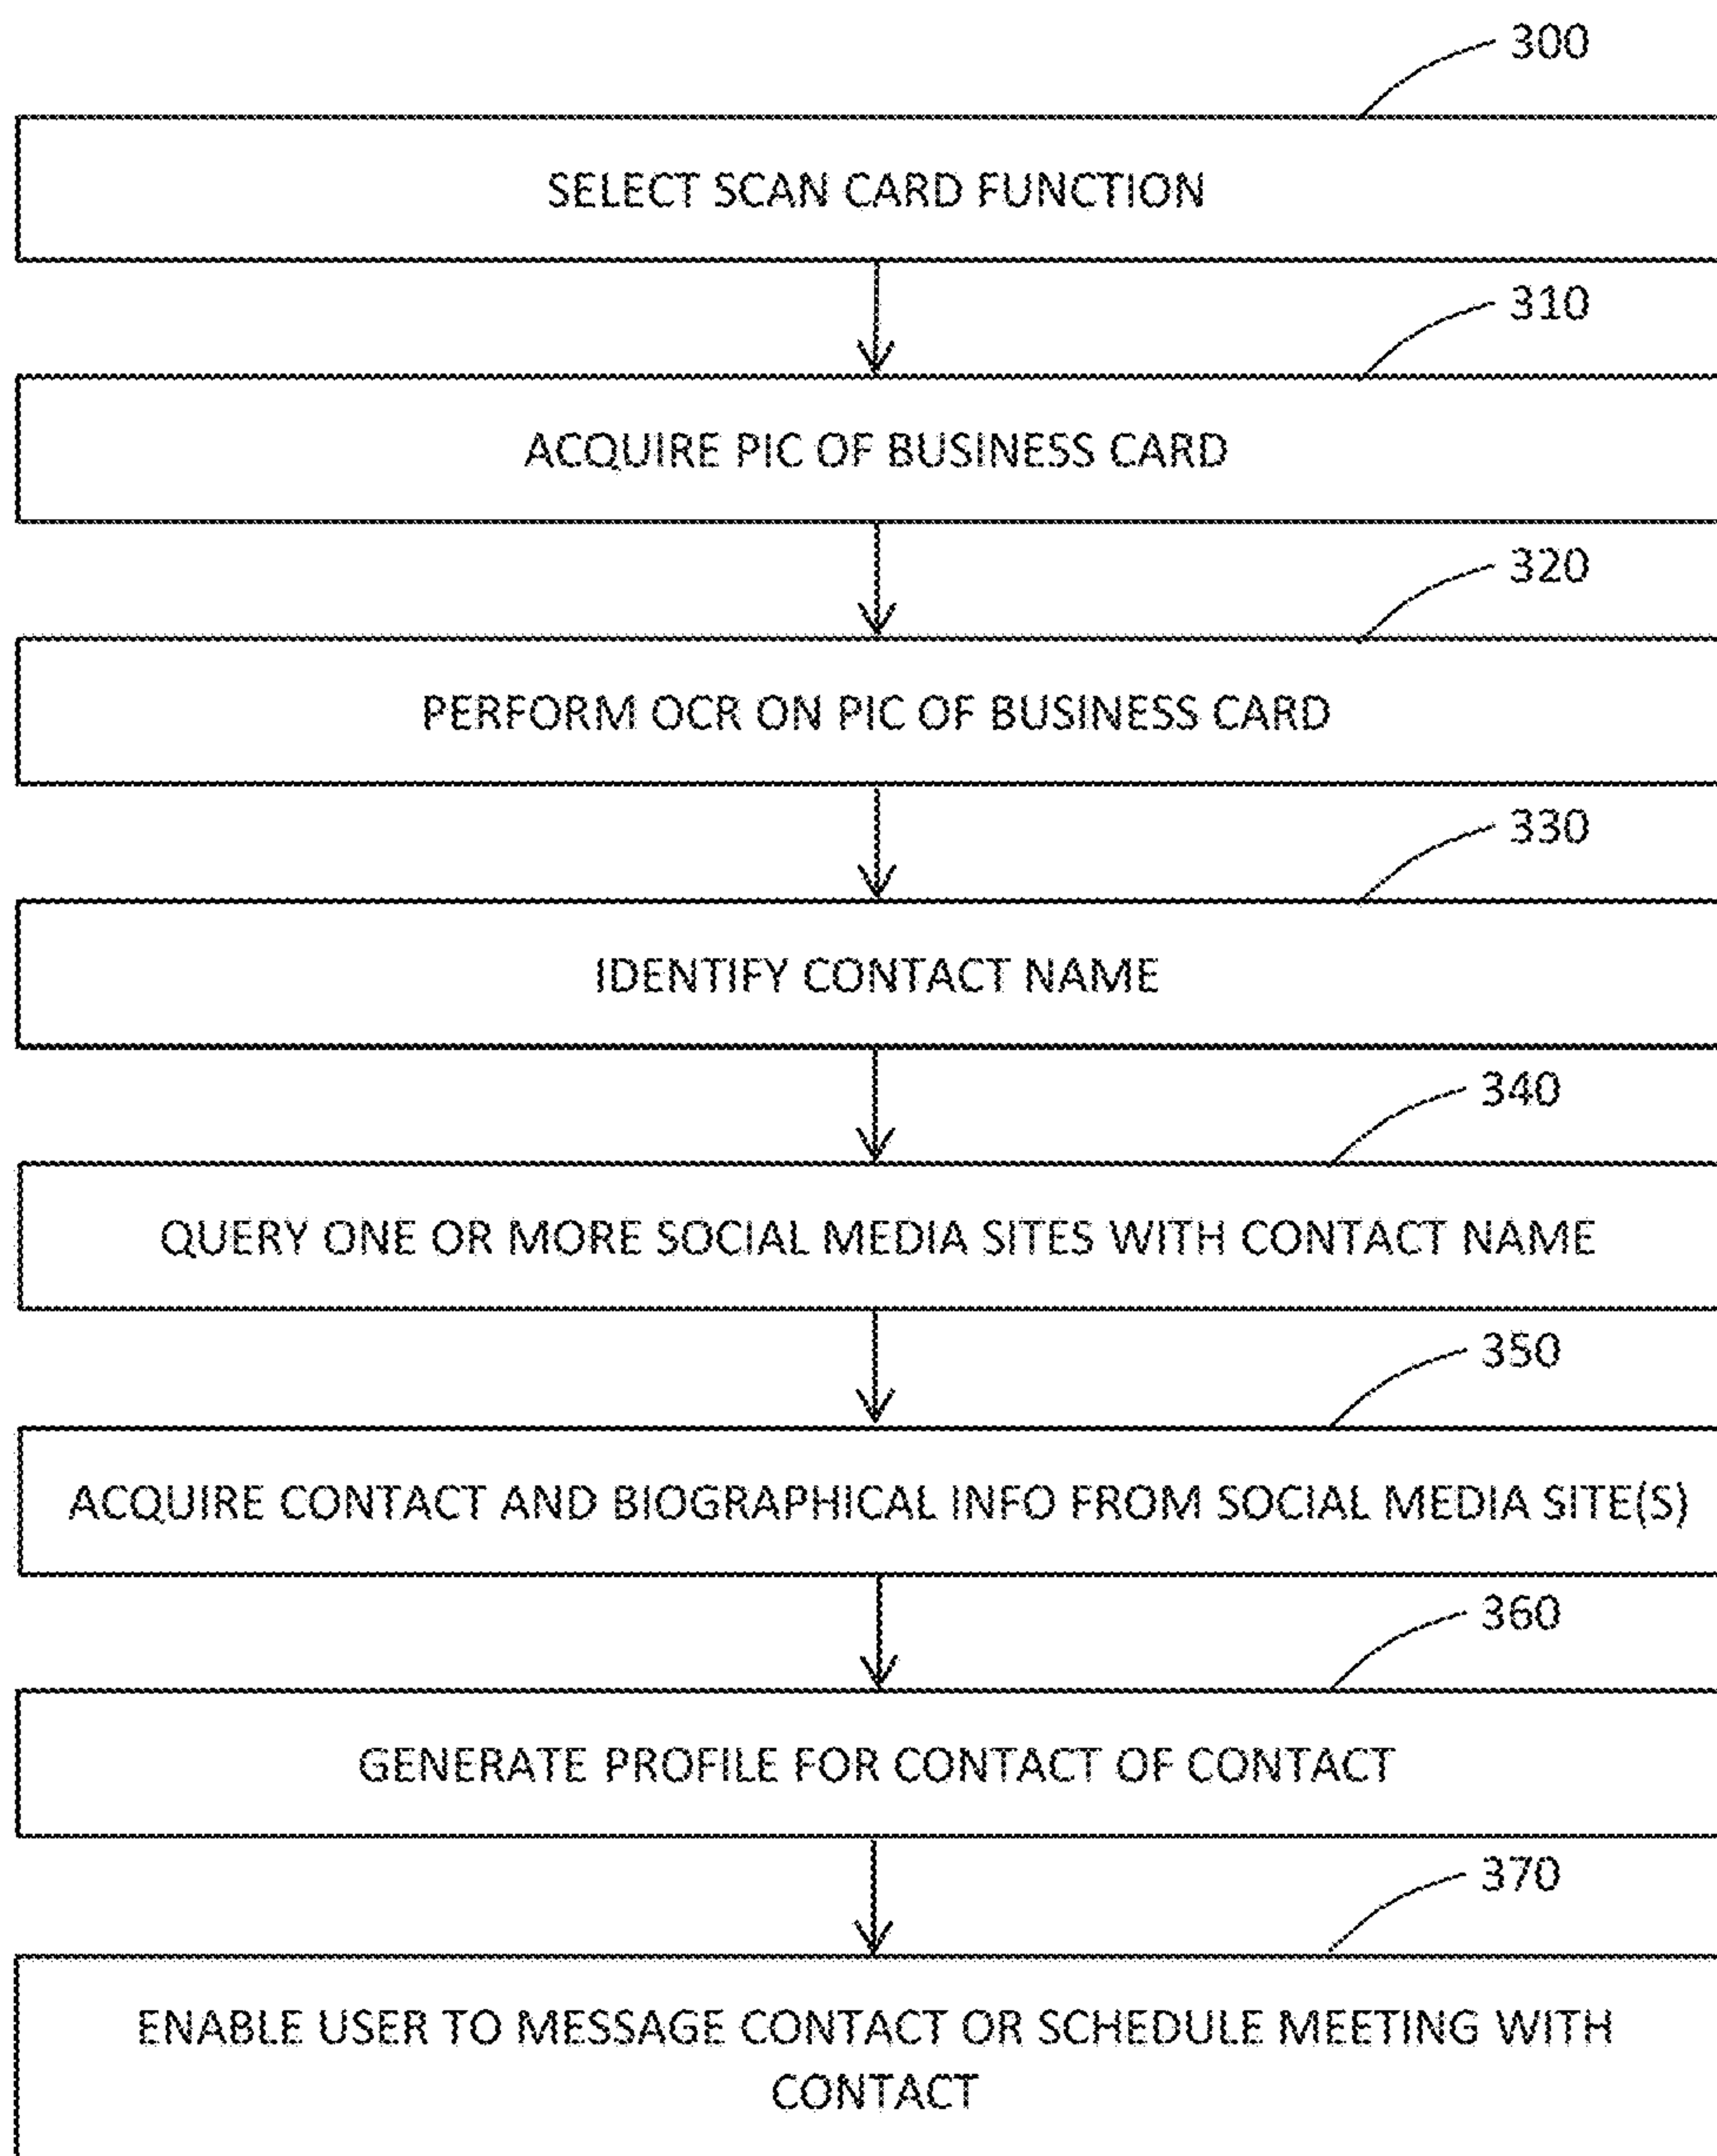 300
SELECT SCAN CARD FUNCTION
310
ACQUIRE PIC OF BUSINESS CARD
320
PERFORM OCR ON PIC OF BUSINESS CARD
330
IDENTIFY CONTACT NAME
340
QUERY ONE OR MORE SOCIAL MEDIA SITES WITH CONTACT NAME
350
ACQUIRE CONTACT AND BIOGRAPHICAL INFO FROM SOCIAL MEDIA SITE(S)
360
GENERATE PROFILE FOR CONTACT OF CONTACT
370
ENABLE USER TO MESSAGE CONTACT OR SCHEDULE MEETING WITH
CONTACT